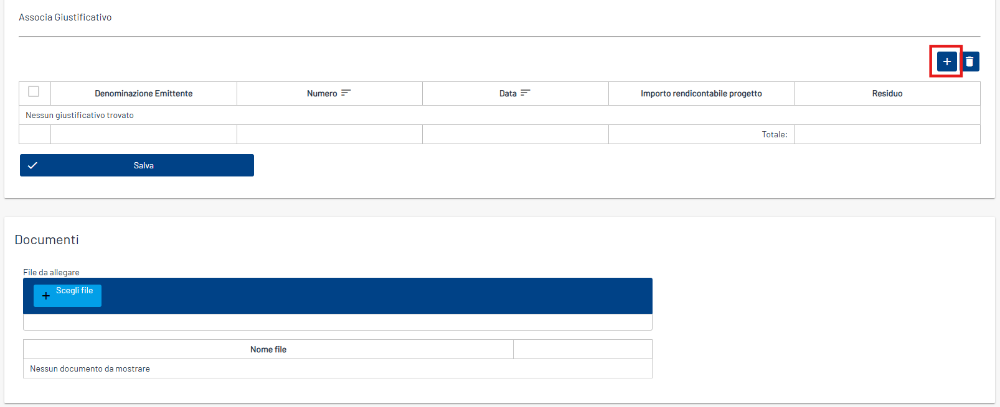 Associa Giustificativo
Denominazione Emittente Numero Data Importo rendicontabile progetto Residuo
Nessun giustificativo trovato
Totale:
Salva
Documenti
File da allegare
Scegli file
Nome file
Nessun documento da mostrare